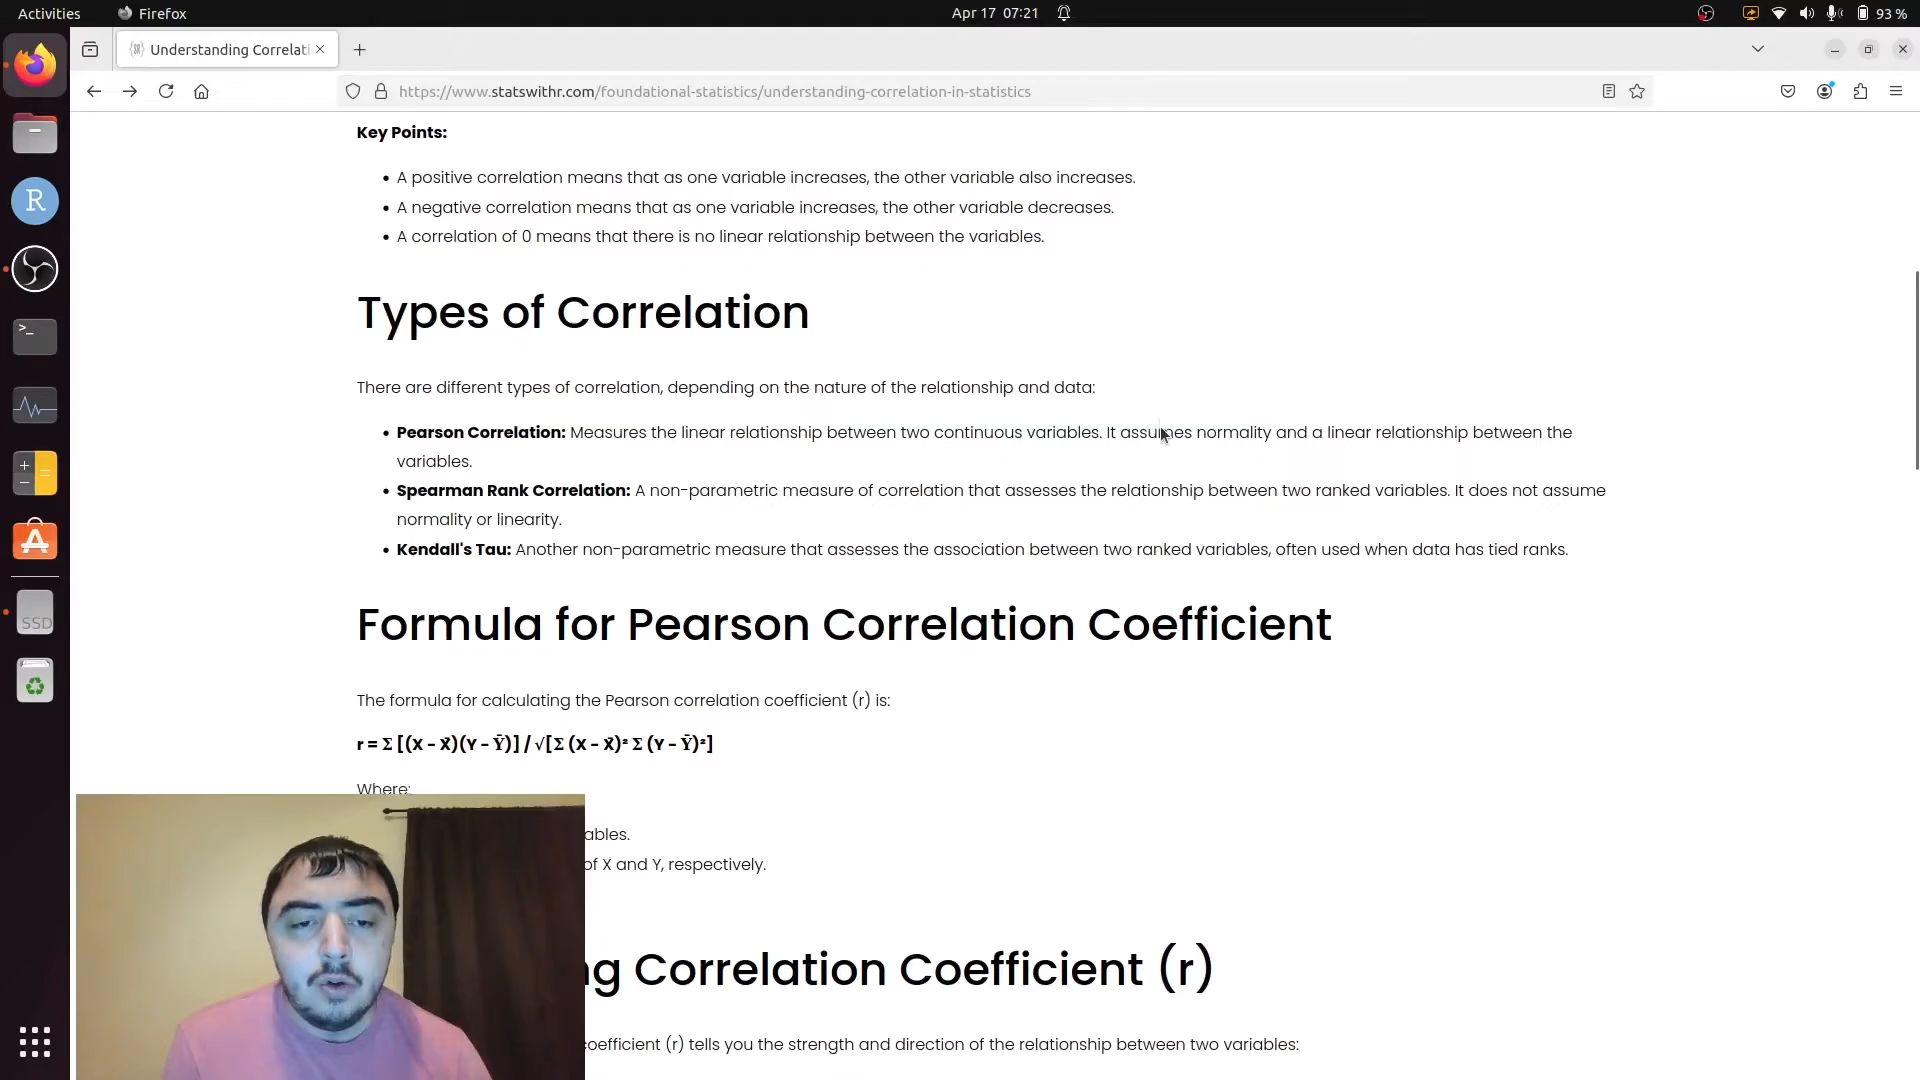 Activities Firefox Apr 17 07:21 93 %
Understanding Correlati
https://www.statswithr.com/foundational-statistics/understanding-correlation-in-statistics
Key Points:
• A positive correlation means that as one variable increases, the other variable also increases.
• A negative correlation means that as one variable increases, the other variable decreases.
• A correlation of 0 means that there is no linear relationship between the variables.
Types of Correlation
There are different types of correlation, depending on the nature of the relationship and data:
• Pearson Correlation: Measures the linear relationship between two continuous variables. It assumes normality and a linear relationship between the
variables.
• Spearman Rank Correlation: A non-parametric measure of correlation that assesses the relationship between two ranked variables. It does not assume
normality or linearity.
• Kendall's Tau: Another non-parametric measure that assesses the association between two ranked variables, often used when data has tied ranks.
Formula for Pearson Correlation Coefficient
The formula for calculating the Pearson correlation coefficient (r) is:
r = Σ [(X − X̄)(Y − Ȳ)] / √[Σ (X − X̄)² Σ (Y − Ȳ)²]
Where:
ables.
of X and Y, respectively.
ng Correlation Coefficient (r)
coefficient (r) tells you the strength and direction of the relationship between two variables:
R
SSD